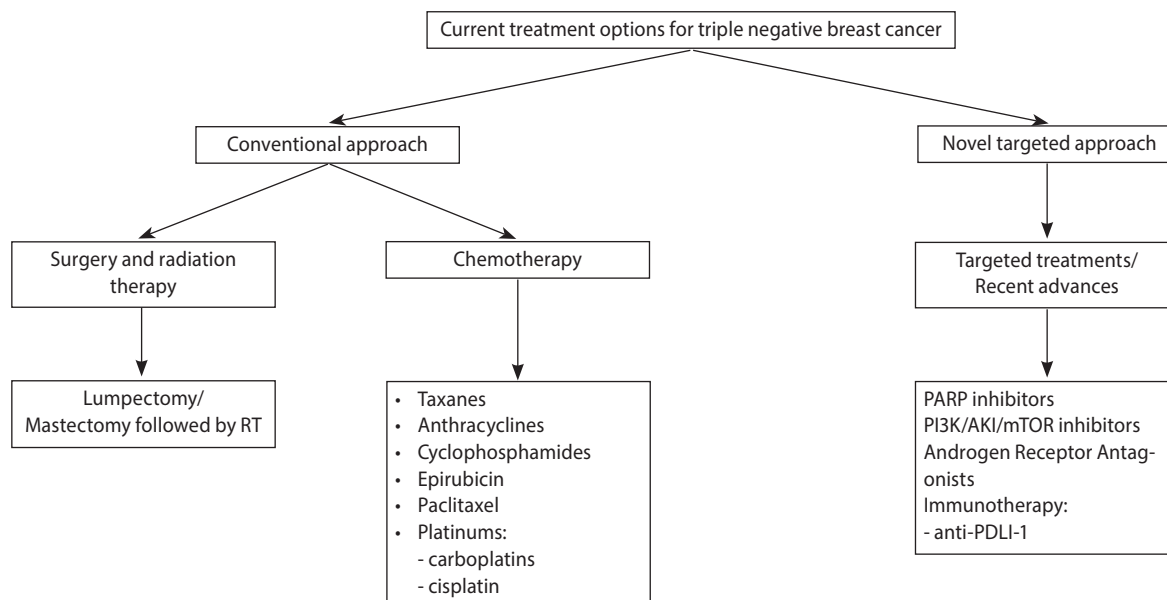 Current treatment options for triple negative breast cancer
Conventional approach
Novel targeted approach
Surgery and radiation
therapy
Chemotherapy
Targeted treatments/
Recent advances
Lumpectomy/
Mastectomy followed by RT
• Taxanes
• Anthracyclines
• Cyclophosphamides
• Epirubicin
• Paclitaxel
• Platinums:
- carboplatins
- cisplatin
PARP inhibitors
PI3K/AKI/mTOR inhibitors
Androgen Receptor Antag-
onists
Immunotherapy:
- anti-PDLI-1